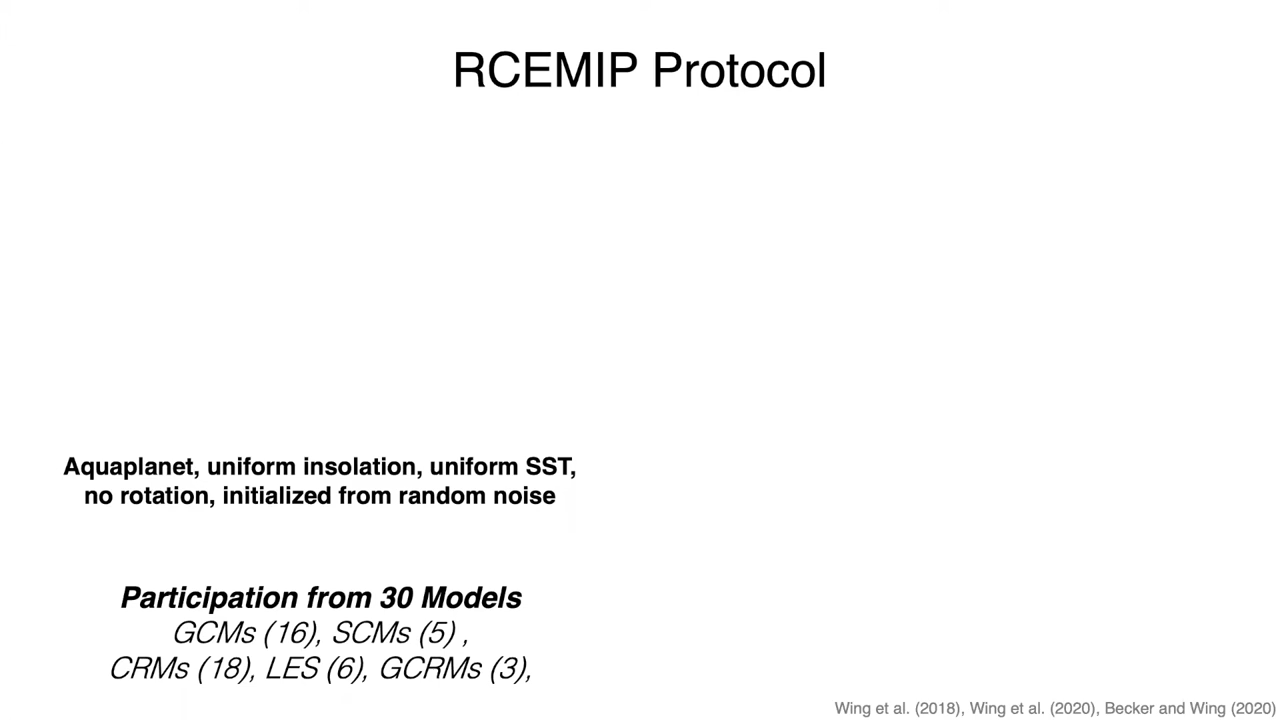 RCEMIP Protocol
Aquaplanet, uniform insolation, uniform SST,
no rotation, initialized from random noise
Participation from 30 Models
GCMs (16), SCMs (5) ,
CRMs (18), LES (6), GCRMs (3),
Wing et al. (2018), Wing et al. (2020), Becker and Wing (2020)